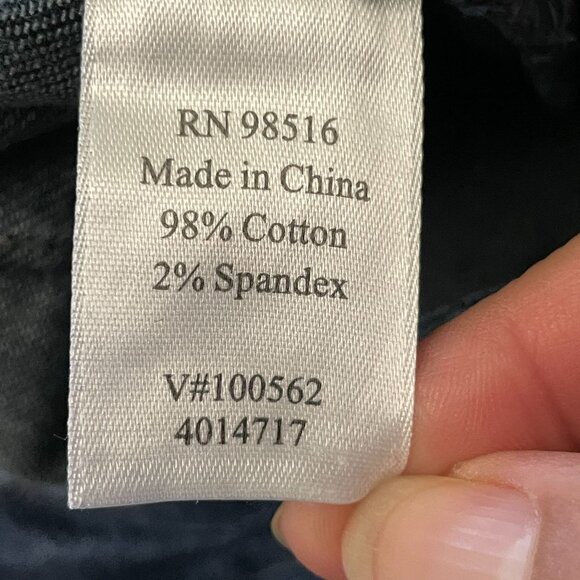 RN 98516
Made in China
98% Cotton
2% Spandex
V#100562
4014717